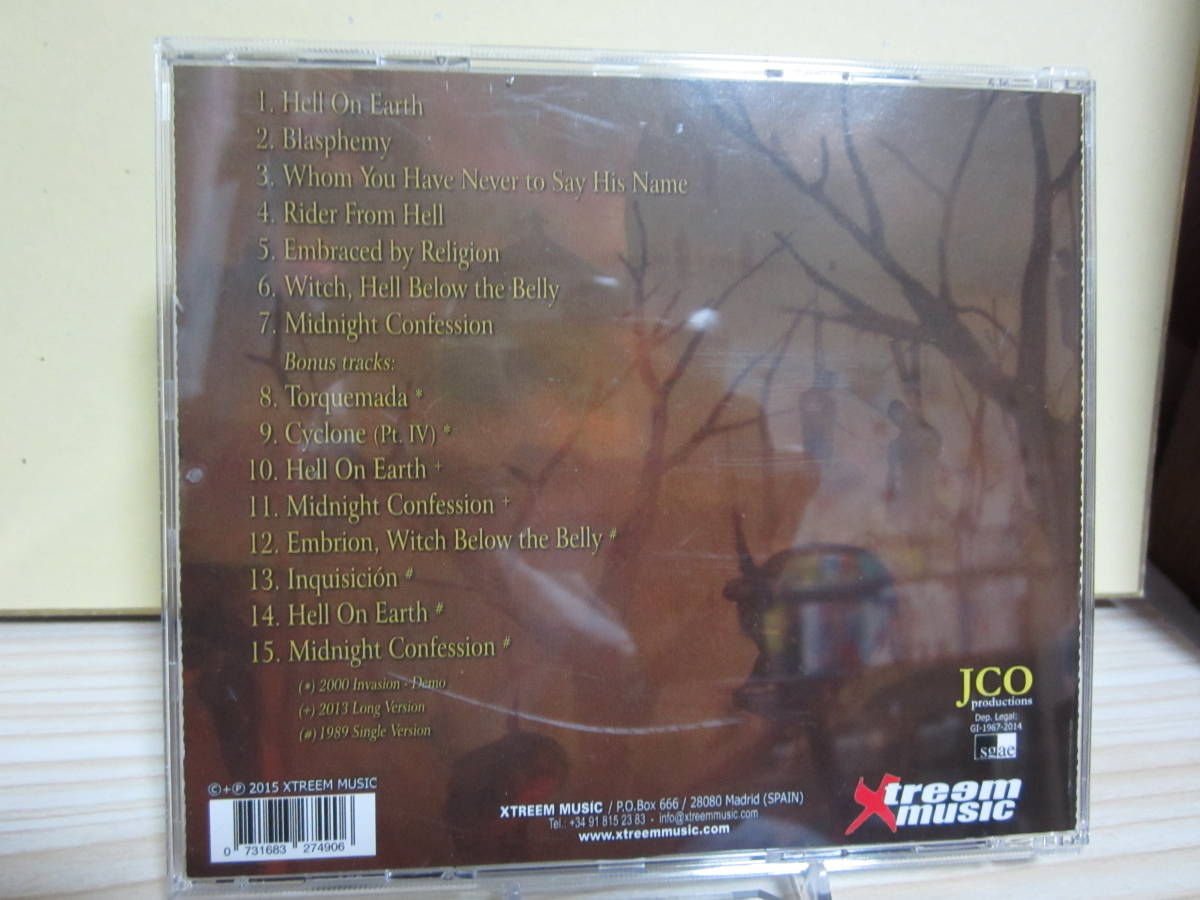 1. Hell On Earth
2. Blasphemy
3. Whom You Have Never to Say His Name
4. Rider From Hell
5. Embraced by Religion
6. Witch, Hell Below the Belly
7. Midnight Confession
Bonus tracks:
8. Torquemada *
9. Cyclone (Pt. IV) *
10. Hell On Earth +
11. Midnight Confession +
12. Embrion, Witch Below the Belly #
13. Inquisición #
14. Hell On Earth #
15. Midnight Confession #
(*) 2000 Invasion - Demo
(+) 2013 Long Version
(#) 1989 Single Version
JCO
productions
Dep. Legal:
GI-1967-2014
sgae
©+℗ 2015 XTREEM MUSIC
0 731683 274906
XTREEM MUSIC / P.O.Box 666 / 28080 Madrid (SPAIN)
Tel.: +34 91 815 23 83 - info@xtreemmusic.com
www.xtreemmusic.com
Xtreem
music